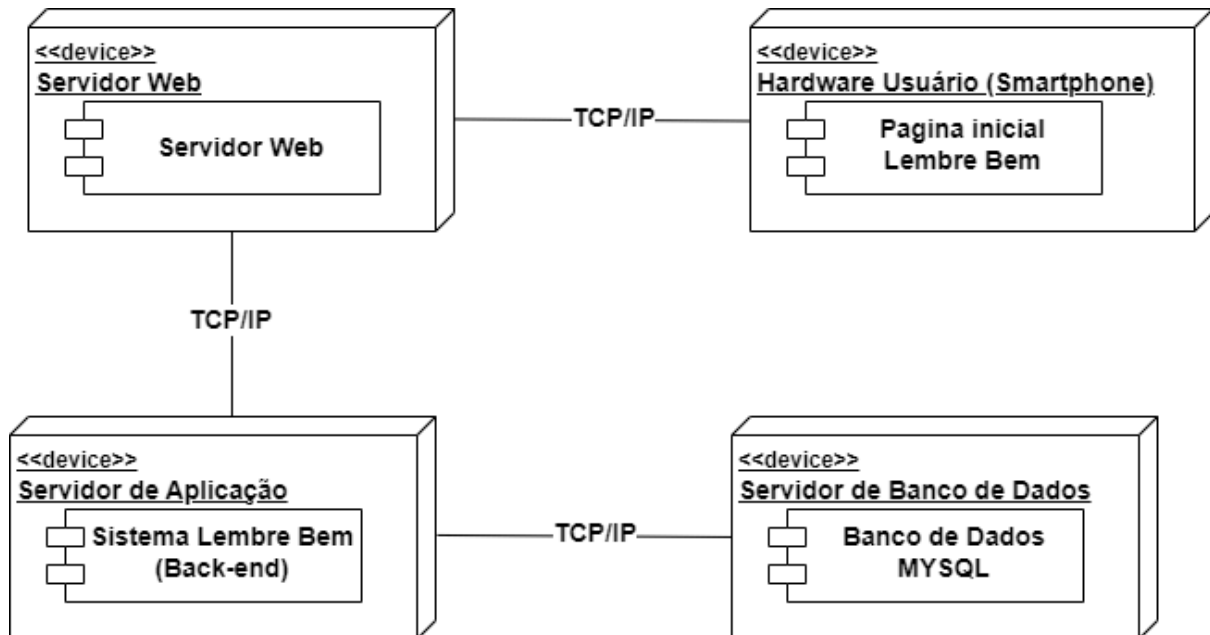 <<device>>
Servidor Web
Servidor Web
TCP/IP
<<device>>
Hardware Usuário (Smartphone)
Pagina inicial
Lembre Bem
TCP/IP
<<device>>
Servidor de Aplicação
Sistema Lembre Bem
(Back-end)
TCP/IP
<<device>>
Servidor de Banco de Dados
Banco de Dados
MYSQL